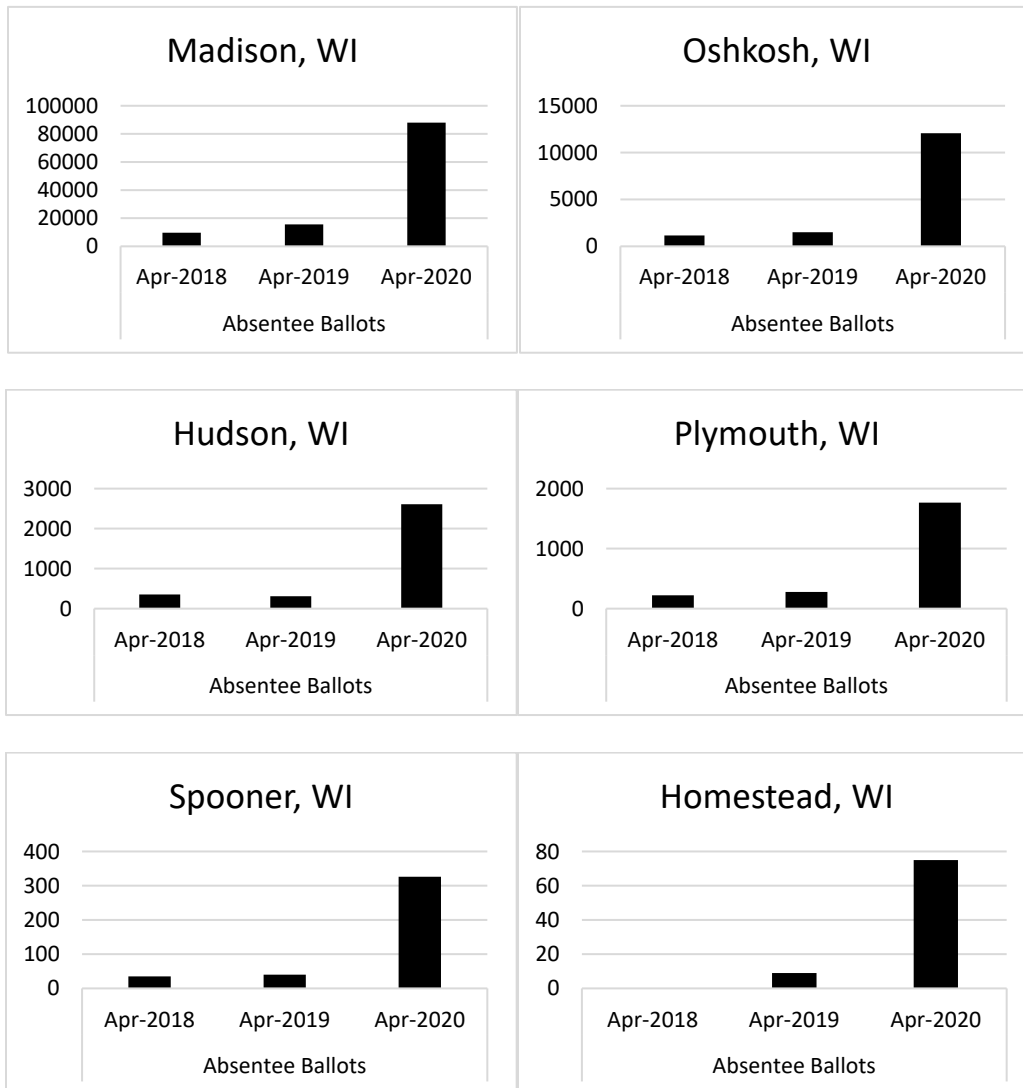 Madison, WI
100000
80000
60000
40000
20000
0
Apr-2018 Apr-2019 Apr-2020
Absentee Ballots
Oshkosh, WI
15000
10000
5000
0
Apr-2018 Apr-2019 Apr-2020
Absentee Ballots
Hudson, WI
3000
2000
1000
0
Apr-2018 Apr-2019 Apr-2020
Absentee Ballots
Plymouth, WI
2000
1000
0
Apr-2018 Apr-2019 Apr-2020
Absentee Ballots
Spooner, WI
400
300
200
100
0
Apr-2018 Apr-2019 Apr-2020
Absentee Ballots
Homestead, WI
80
60
40
20
0
Apr-2018 Apr-2019 Apr-2020
Absentee Ballots